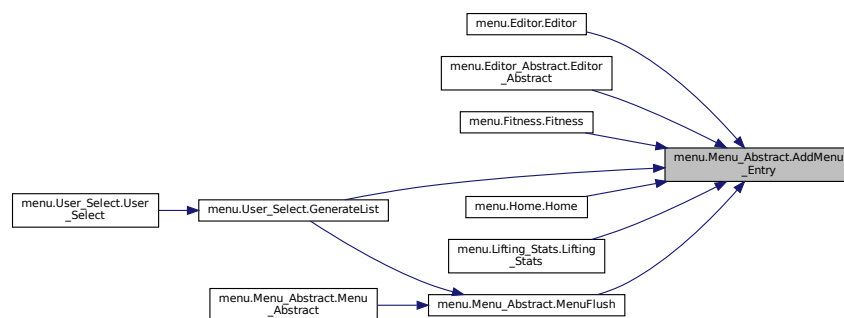 menu.Editor.Editor
menu.Editor_Abstract.Editor
_Abstract
menu.Fitness.Fitness
menu.Menu_Abstract.AddMenu
_Entry
menu.User_Select.User
_Select
menu.User_Select.GenerateList
menu.Home.Home
menu.Lifting_Stats.Lifting
_Stats
menu.Menu_Abstract.Menu
_Abstract
menu.Menu_Abstract.MenuFlush